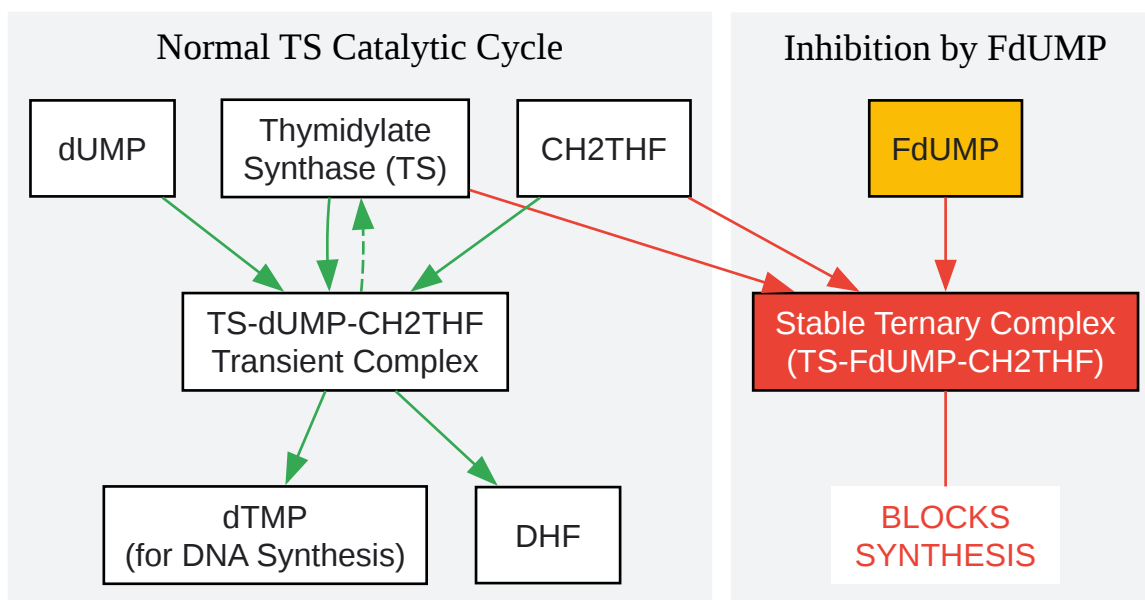 Normal TS Catalytic Cycle
Inhibition by FdUMP
dUMP
Thymidylate
Synthase (TS)
CH2THF
FdUMP
TS-dUMP-CH2THF
Transient Complex
Stable Ternary Complex
(TS-FdUMP-CH2THF)
dTMP
(for DNA Synthesis)
DHF
BLOCKS
SYNTHESIS